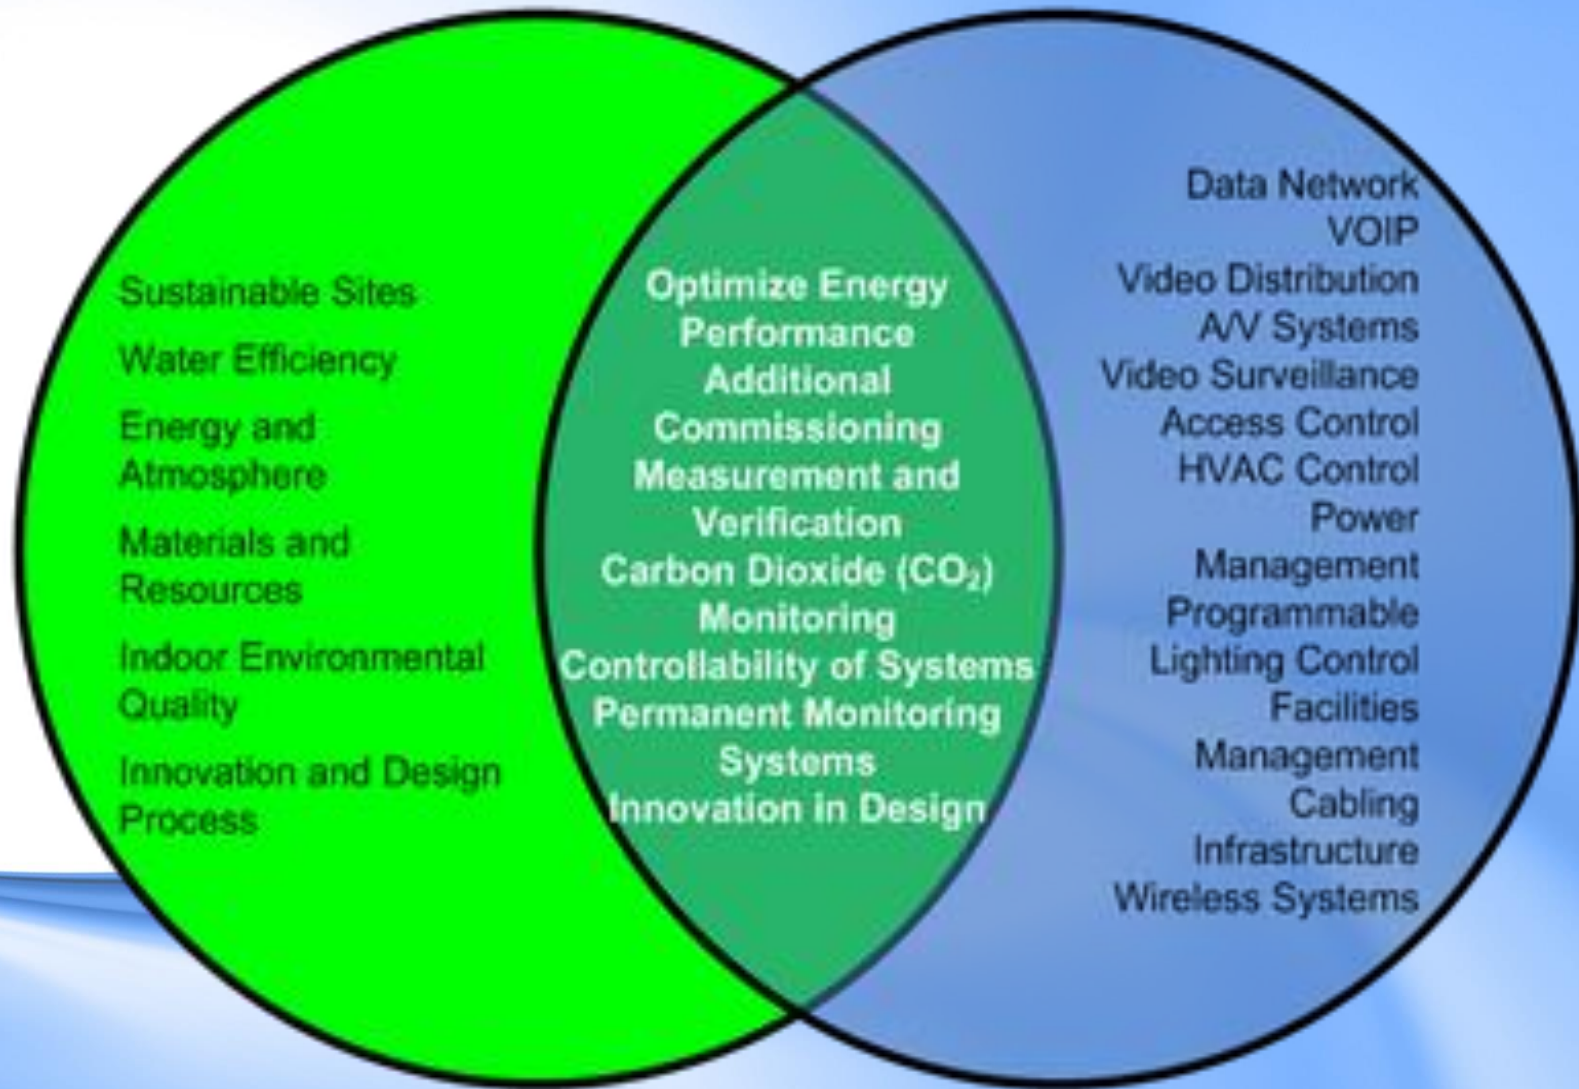 Sustainable Sites
Water Efficiency
Energy and
Atmosphere
Materials and
Resources
Indoor Environmental
Quality
Innovation and Design
Process
Optimize Energy
Performance
Additional
Commissioning
Measurement and
Verification
Carbon Dioxide (CO₂)
Monitoring
Controllability of Systems
Permanent Monitoring
Systems
Innovation in Design
Data Network
VOIP
Video Distribution
A/V Systems
Video Surveillance
Access Control
HVAC Control
Power
Management
Programmable
Lighting Control
Facilities
Management
Cabling
Infrastructure
Wireless Systems